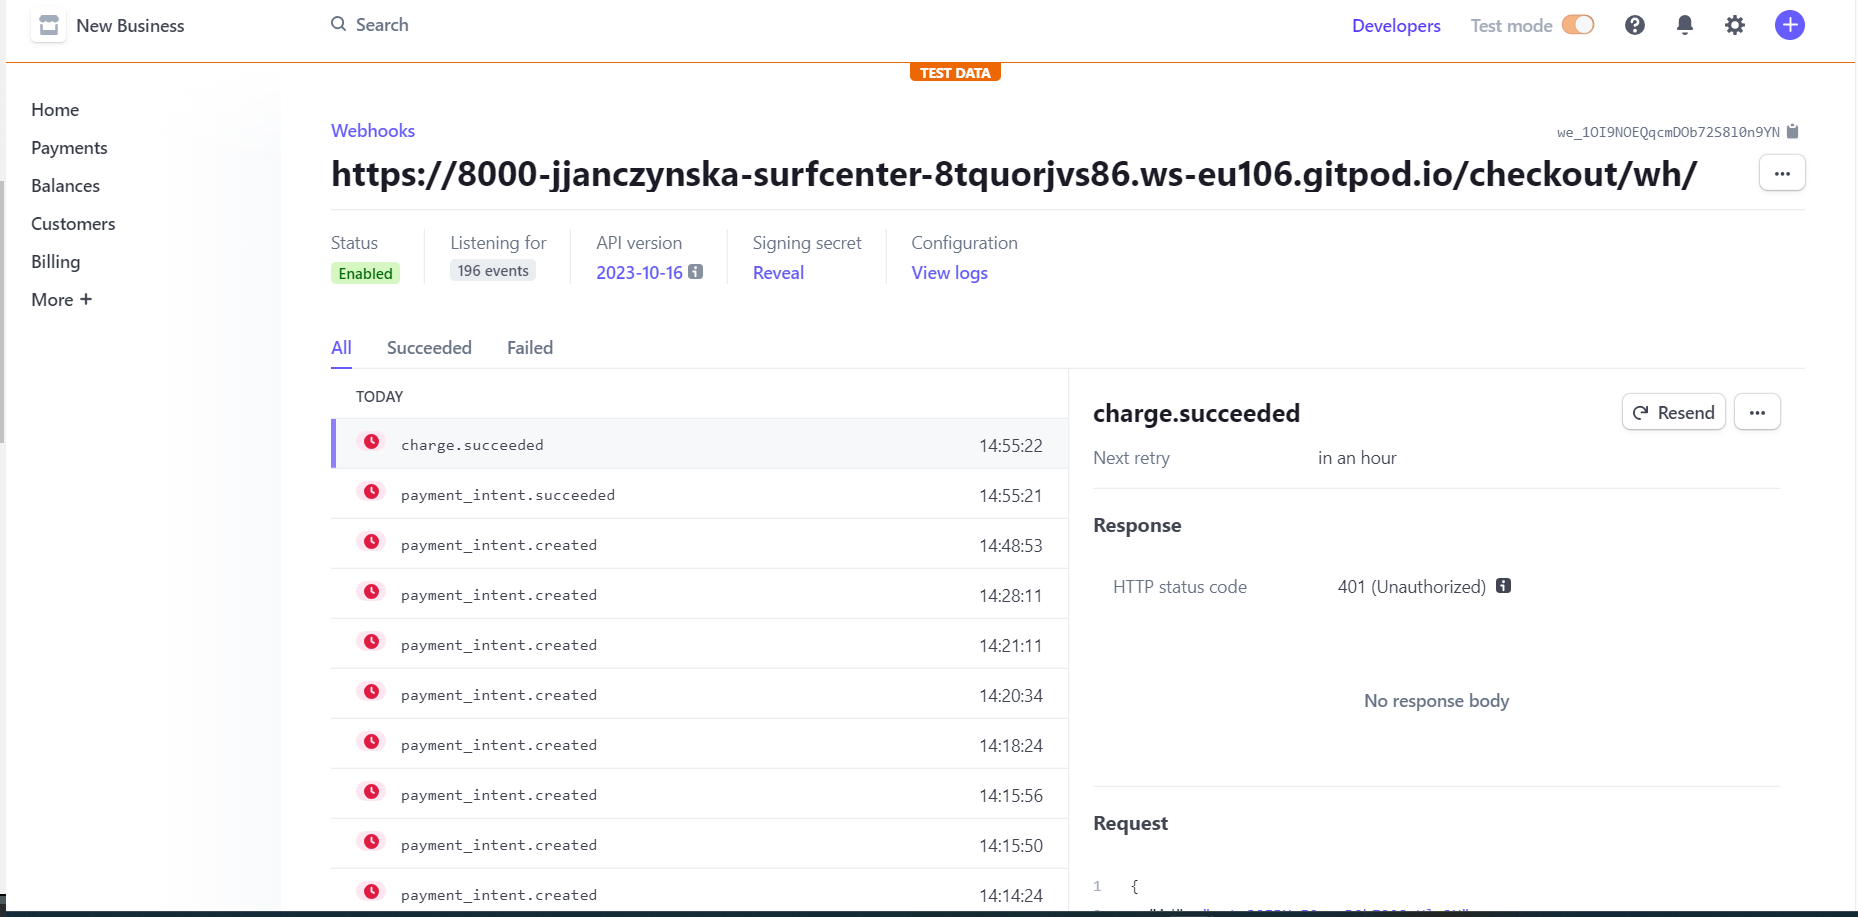 New Business
Search
Developers
Test mode
TEST DATA
Home
Payments
Balances
Customers
Billing
More +
Webhooks
we_1OI9NOEQqcmDOb72S8l0n9YN
https://8000-jjanczynska-surfcenter-8tquorjvs86.ws-eu106.gitpod.io/checkout/wh/
Status
Enabled
Listening for
196 events
API version
2023-10-16
Signing secret
Reveal
Configuration
View logs
All Succeeded Failed
TODAY
charge.succeeded 14:55:22
payment_intent.succeeded 14:55:21
payment_intent.created 14:48:53
payment_intent.created 14:28:11
payment_intent.created 14:21:11
payment_intent.created 14:20:34
payment_intent.created 14:18:24
payment_intent.created 14:15:56
payment_intent.created 14:15:50
payment_intent.created 14:14:24
charge.succeeded
Resend
Next retry in an hour
Response
HTTP status code 401 (Unauthorized)
No response body
Request
1 {